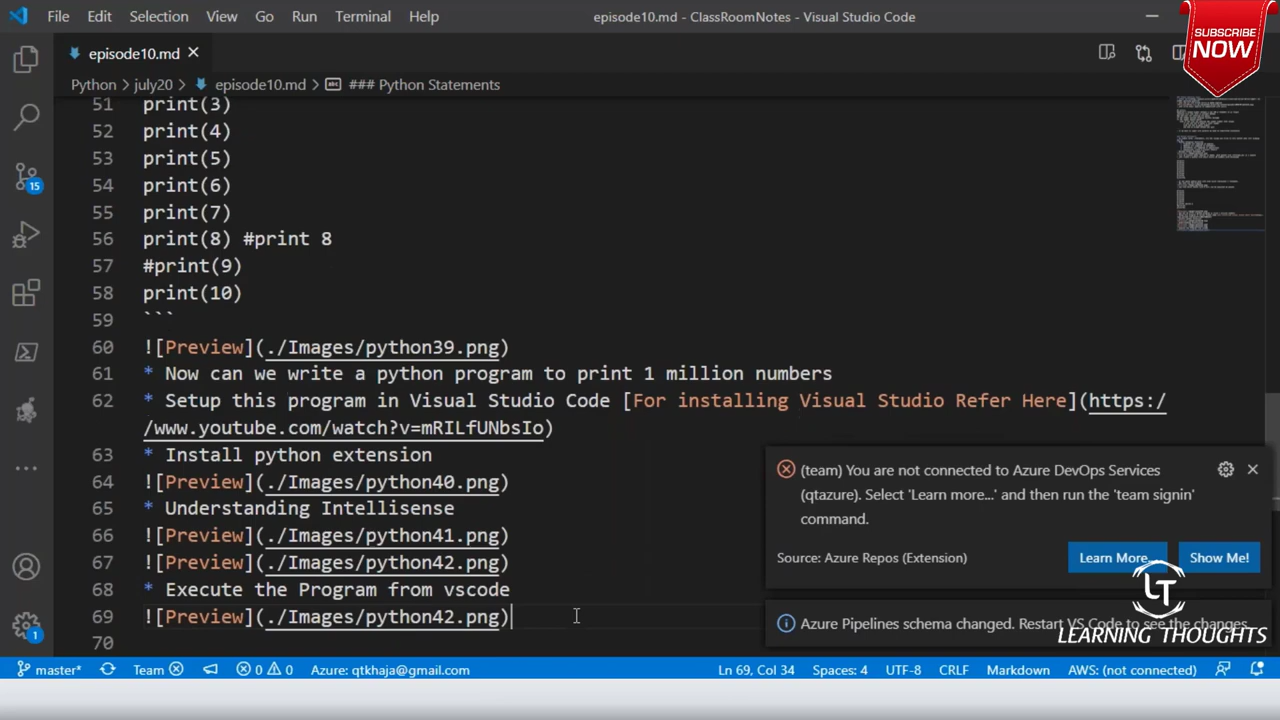 File Edit Selection View Go Run Terminal Help episode10.md - ClassRoomNotes - Visual Studio Code
SUBSCRIBE
NOW
episode10.md
Python > july20 > episode10.md > ### Python Statements
51 print(3)
52 print(4)
53 print(5)
54 print(6)
55 print(7)
56 print(8) #print 8
57 #print(9)
58 print(10)
59 ```
60 ![Preview](./Images/python39.png)
61 * Now can we write a python program to print 1 million numbers
62 * Setup this program in Visual Studio Code [For installing Visual Studio Refer Here](https:/
/www.youtube.com/watch?v=mRILfUNbsIo)
63 * Install python extension
64 ![Preview](./Images/python40.png)
65 * Understanding Intellisense
66 ![Preview](./Images/python41.png)
67 ![Preview](./Images/python42.png)
68 * Execute the Program from vscode
69 ![Preview](./Images/python42.png)
70
15
1
(team) You are not connected to Azure DevOps Services
(qtazure). Select 'Learn more...' and then run the 'team signin'
command.
Source: Azure Repos (Extension) Learn More... Show Me!
Azure Pipelines schema changed. Restart VS Code to see the changes
LT
LEARNING THOUGHTS
master* Team 0 0 Azure: qtkhaja@gmail.com Ln 69, Col 34 Spaces: 4 UTF-8 CRLF Markdown AWS: (not connected)